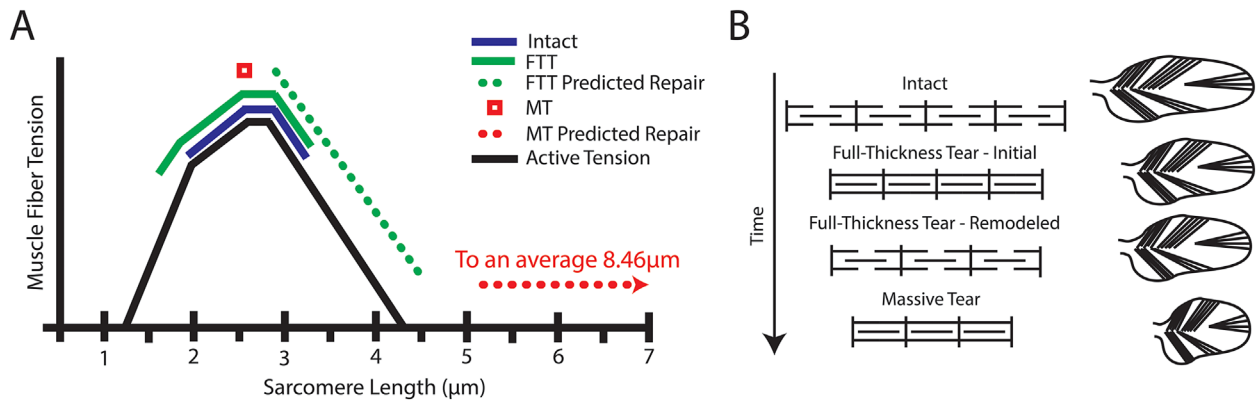 A
Muscle Fiber Tension
Intact
FTT
FTT Predicted Repair
MT
MT Predicted Repair
Active Tension
To an average 8.46µm
1 2 3 4 5 6 7
Sarcomere Length (µm)
B
Time
Intact
Full-Thickness Tear - Initial
Full-Thickness Tear - Remodeled
Massive Tear